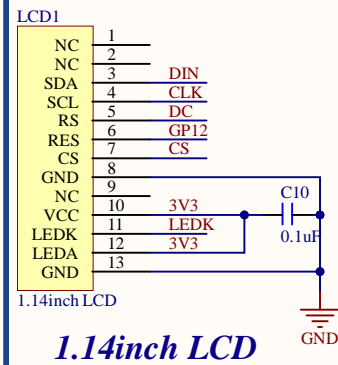 LCD1
NC 1
NC 2
SDA 3 DIN
SCL 4 CLK
RS 5 DC
RES 6 GP12
CS 7 CS
GND 8
NC 9
VCC 10 3V3
LEDK 11 LEDK
LEDA 12 3V3
GND 13
C10
0.1uF
1.14inch LCD
1.14inch LCD
GND